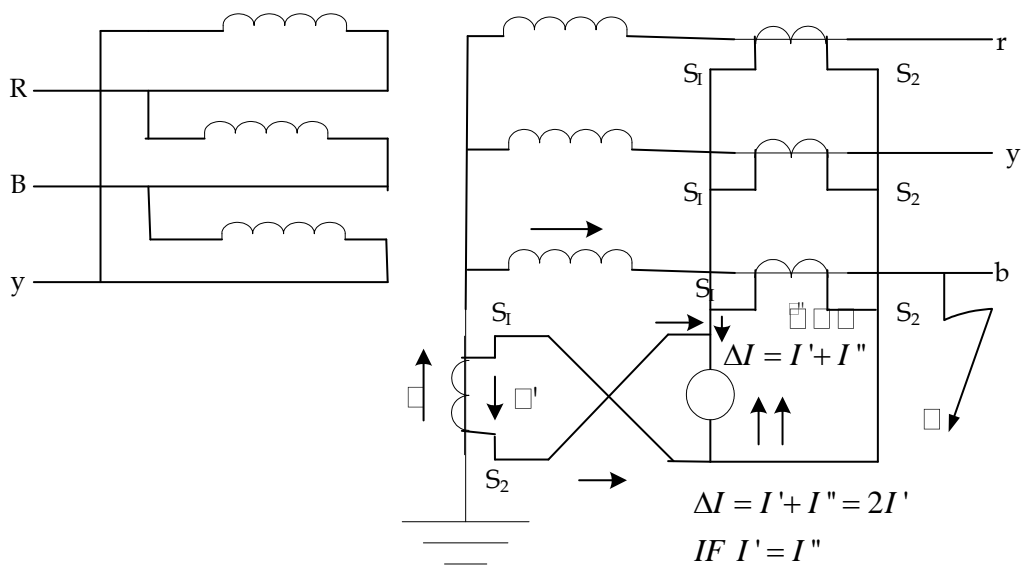 r
S₁ S₂
R
y
S₁ S₂
B
b
y
S₁ S₂
S₁
ΔI = I' + I"
'
S₂
ΔI = I' + I" = 2I'
IF I' = I"